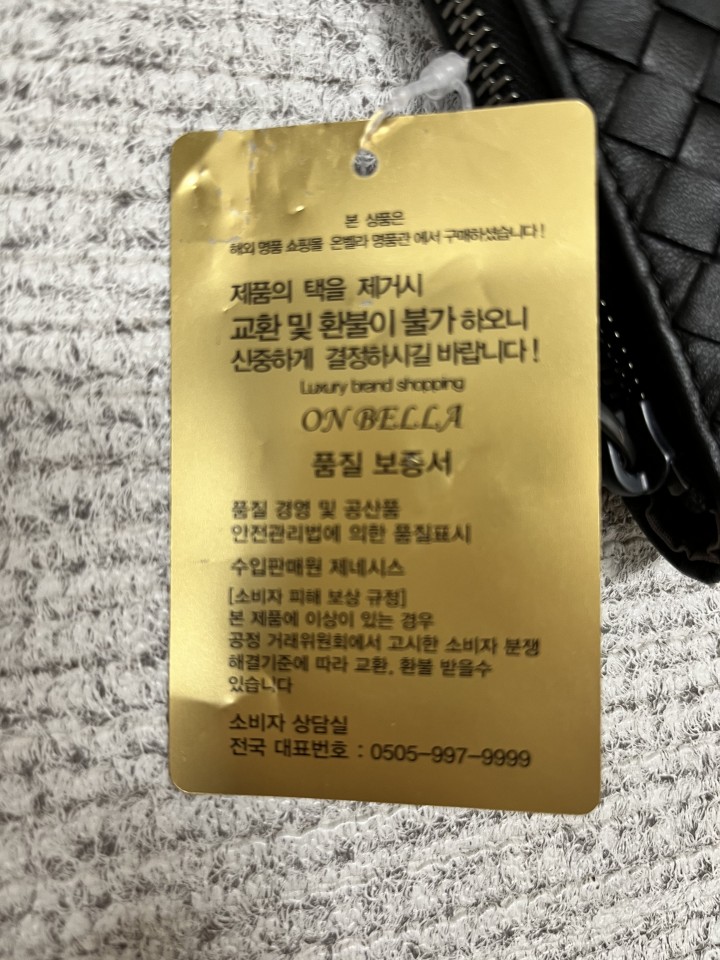 본 상품은
해외 명품 쇼핑몰 온벨라 명품관 에서 구매하셨습니다!
제품의 택을 제거시
교환 및 환불이 불가 하오니
신중하게 결정하시길 바랍니다!
Luxury brand shopping
ON BELLA
품질 보증서
품질 경영 및 공산품
안전관리법에 의한 품질표시
수입판매원 제네시스
[소비자 피해 보상 규정]
본 제품에 이상이 있는 경우
공정 거래위원회에서 고시한 소비자 분쟁
해결기준에 따라 교환, 환불 받을수
있습니다
소비자 상담실
전국 대표번호 : 0505-997-9999